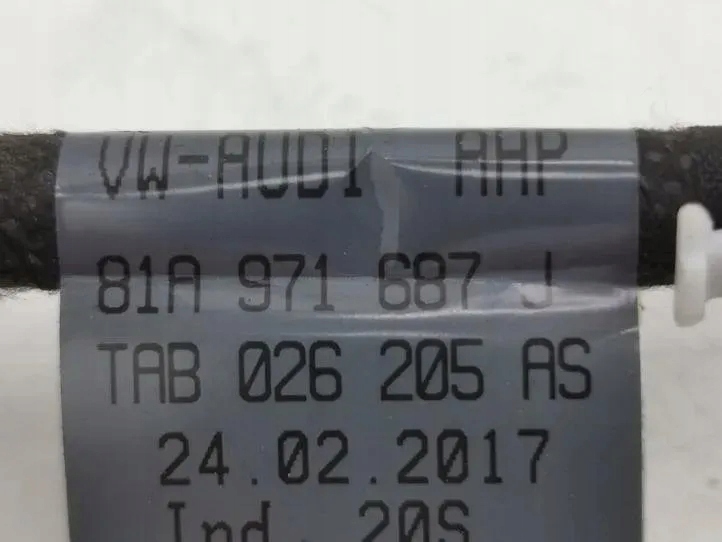 VW-AUDI AHP
81A 971 687 J
TAB 026 205 AS
24.02.2017
Ind. 20S